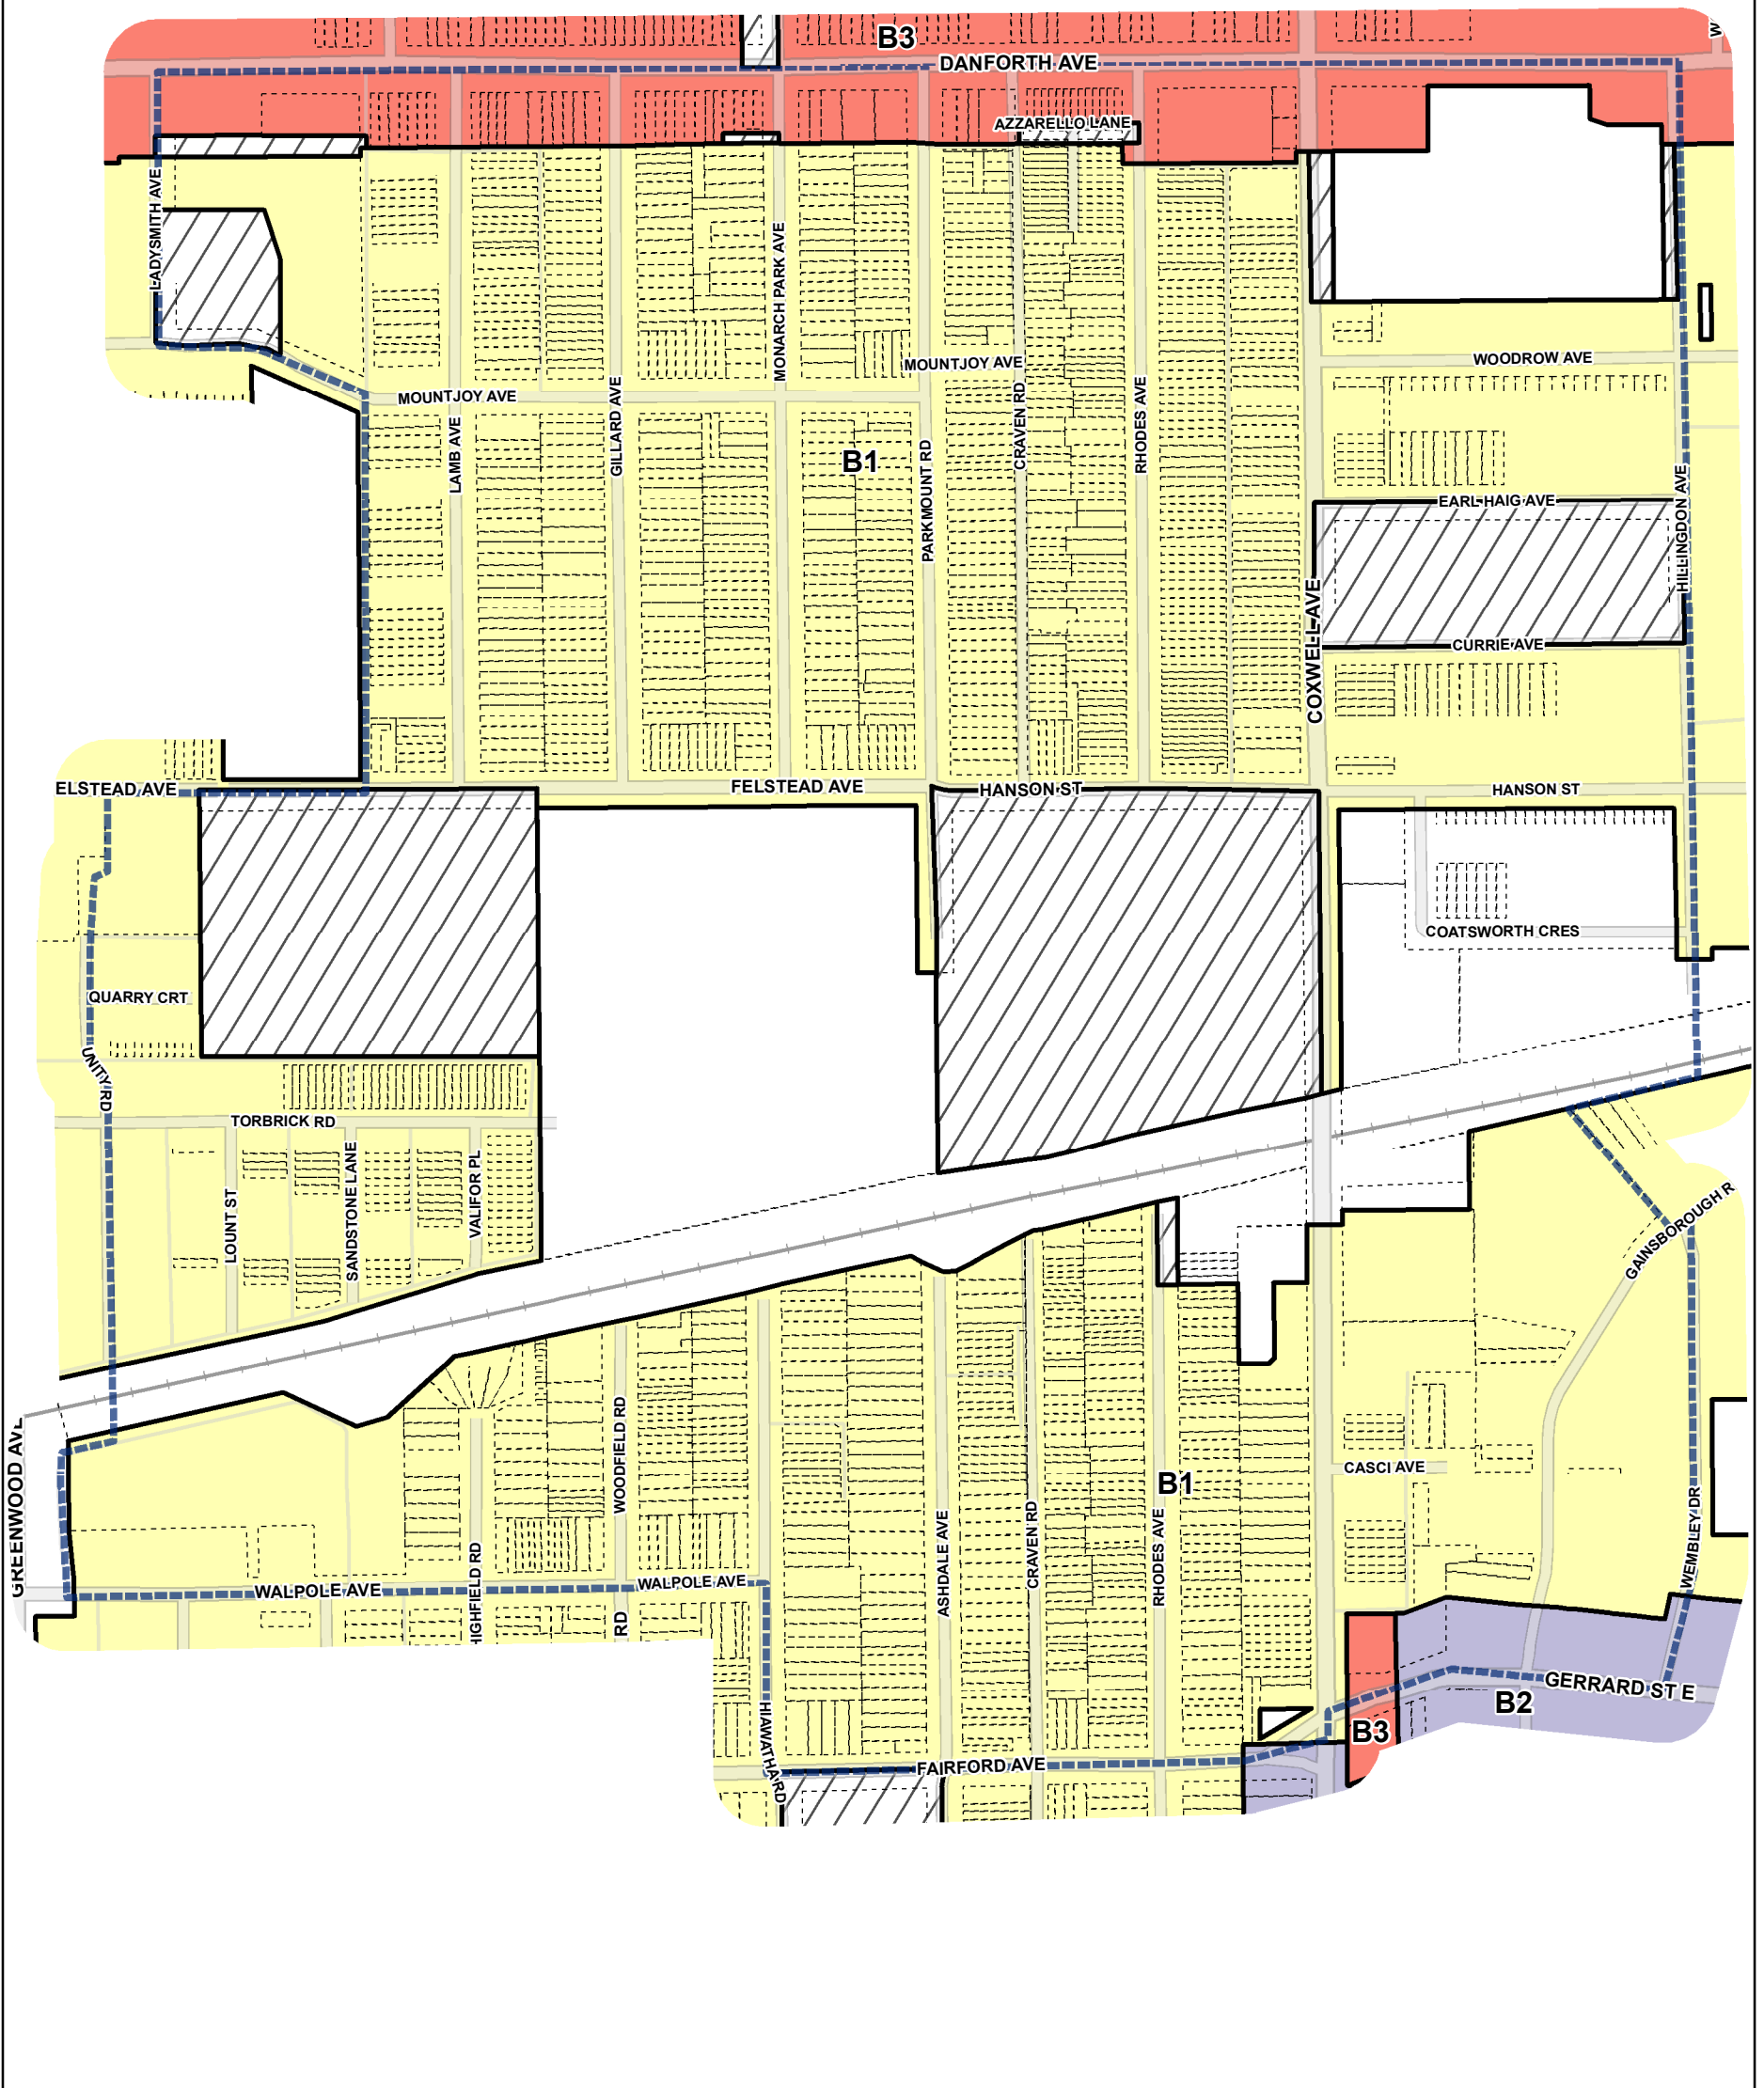 W
B3
DANFORTH AVE
AZZARELLO LANE
LADYSMITH AVE
MONARCH PARK AVE
WOODROW AVE
MOUNTJOY AVE
MOUNTJOY AVE
LAMB AVE
GILLARD AVE
B1
PARKMOUNT RD
CRAVEN RD
RHODES AVE
EARL HAIG AVE
HILLINGDON AVE
COXWELL AVE
CURRIE AVE
ELSTEAD AVE
FELSTEAD AVE
HANSON ST
HANSON ST
COATSWORTH CRES
QUARRY CRT
UNITY RD
TORBRICK RD
LOUNT ST
SANDSTONE LANE
VALIFOR PL
GAINSBOROUGH R
GREENWOOD AVE
WOODFIELD RD
CASCI AVE
B1
ASHDALE AVE
CRAVEN RD
RHODES AVE
WEMBLEY DR
HIGHFIELD RD
WALPOLE AVE
WALPOLE AVE
RD
HIAWATHA RD
GERRARD ST E
B2
B3
FAIRFORD AVE